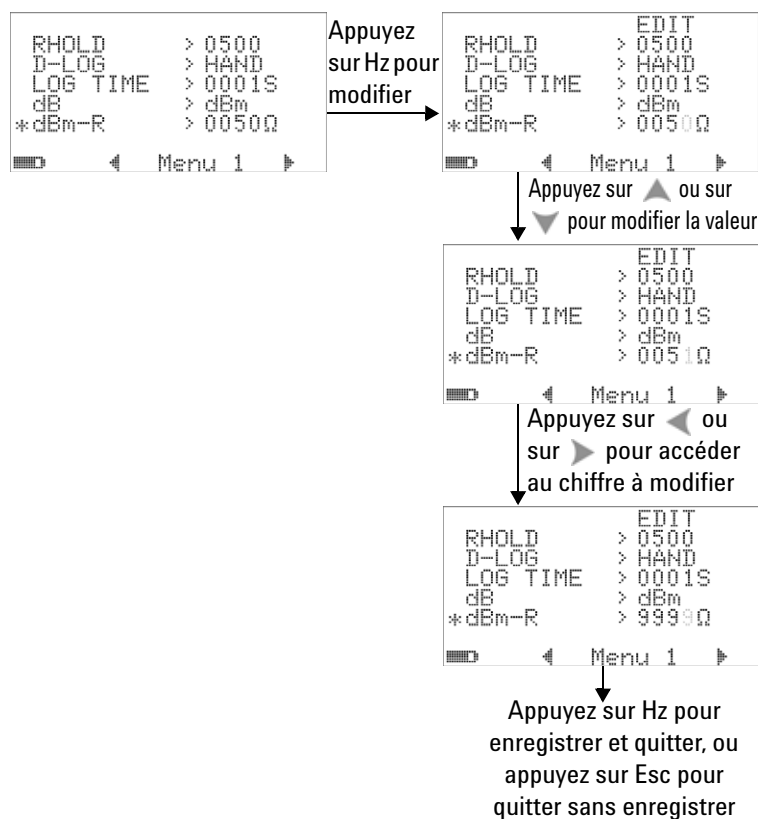 RHOLD > 0500
D-LOG > HAND
LOG TIME > 0001S
dB > dBm
*dBm-R > 0050Ω
Menu 1
Appuyez
sur Hz pour
modifier
EDIT
RHOLD > 0500
D-LOG > HAND
LOG TIME > 0001S
dB > dBm
*dBm-R > 0050Ω
Menu 1
Appuyez sur ou sur
pour modifier la valeur
EDIT
RHOLD > 0500
D-LOG > HAND
LOG TIME > 0001S
dB > dBm
*dBm-R > 0051Ω
Menu 1
Appuyez sur ou
sur pour accéder
au chiffre à modifier
EDIT
RHOLD > 0500
D-LOG > HAND
LOG TIME > 0001S
dB > dBm
*dBm-R > 9999Ω
Menu 1
Appuyez sur Hz pour
enregistrer et quitter, ou
appuyez sur Esc pour
quitter sans enregistrer